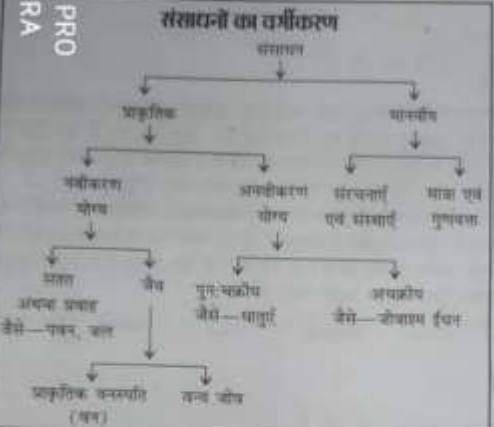 PRO
RA
संसाधनों का वर्गीकरण
संसाधन
प्राकृतिक मानवीय
नवीकरण अनवीकरण संरचनाएँ मात्रा एवं
योग्य योग्य एवं संस्थाएँ गुणवत्ता
सतत जैव पुनःचक्रीय अचक्रीय
अथवा प्रवाह जैसे—धातुएँ जैसे—जीवाश्म ईंधन
जैसे—पवन, जल
प्राकृतिक वनस्पति वन्य जीव
(वन)